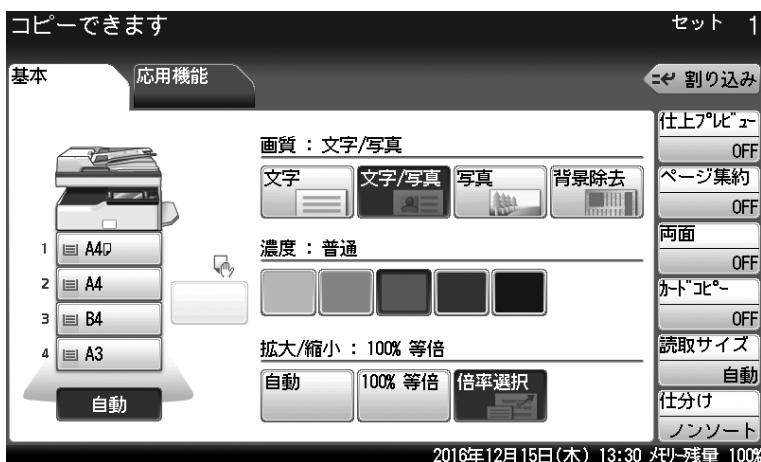 コピーできます
セット 1
基本
応用機能
割り込み
画質 : 文字/写真
文字
文字/写真
写真
背景除去
1 A4
2 A4
3 B4
4 A3
自動
濃度 : 普通
拡大/縮小 : 100% 等倍
自動
100% 等倍
倍率選択
仕上プレビュー
OFF
ページ集約
OFF
両面
OFF
カードコピー
OFF
読取サイズ
自動
仕分け
ノンソート
2016年12月15日(木) 13:30 メモリー残量 100%